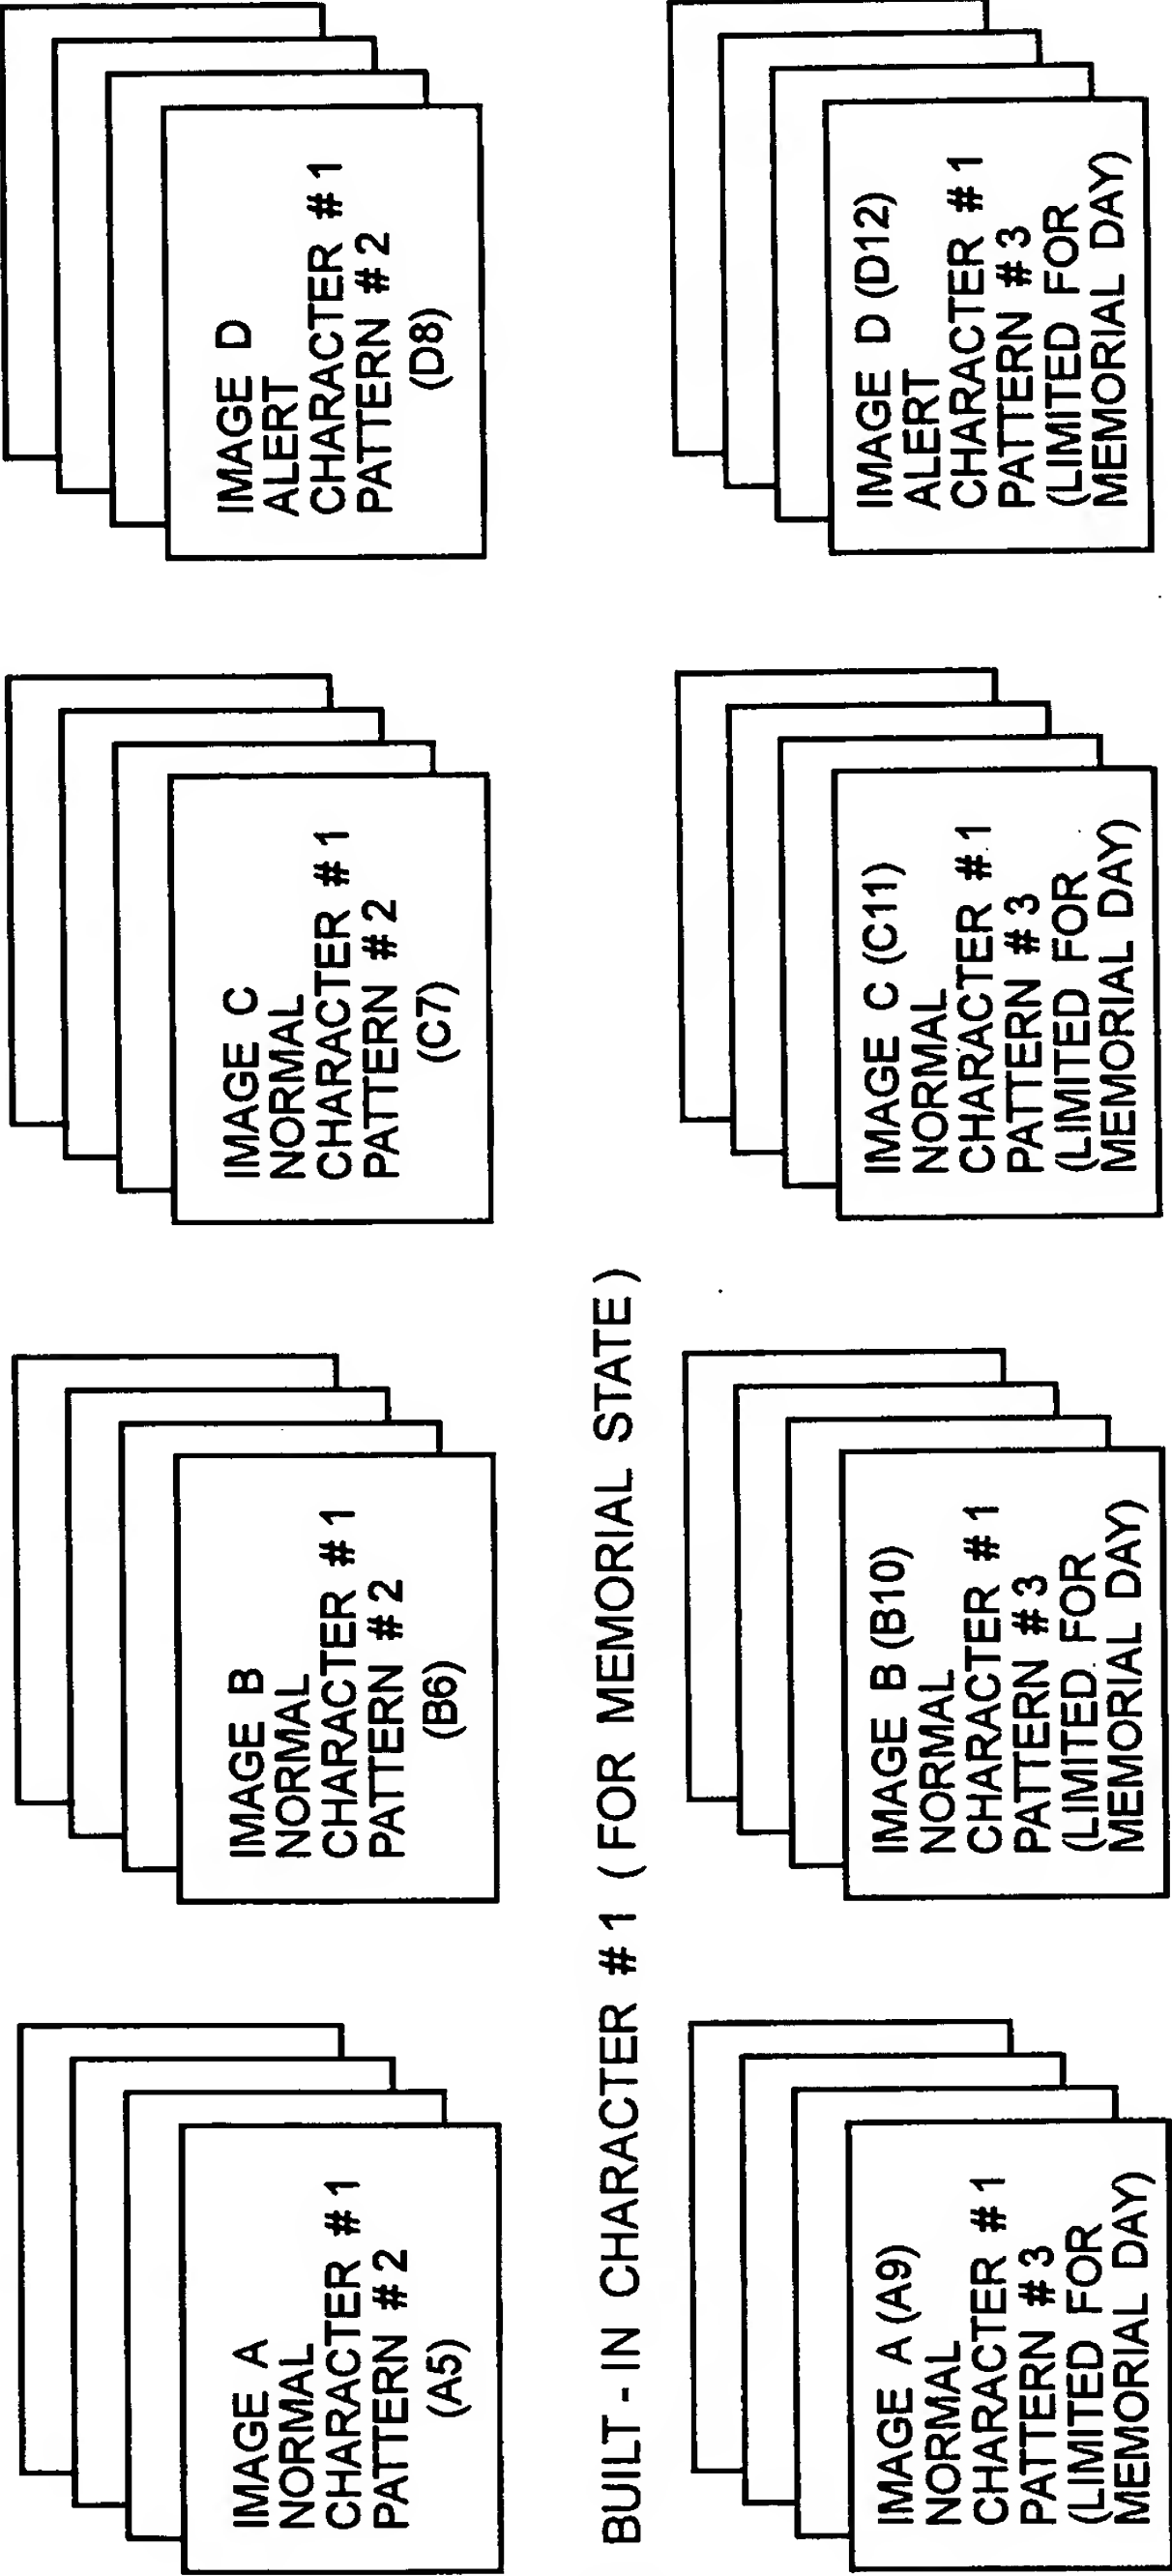 IMAGE A
NORMAL
CHARACTER #1
PATTERN #2
(A5)
IMAGE B
NORMAL
CHARACTER #1
PATTERN #2
(B6)
IMAGE C
NORMAL
CHARACTER #1
PATTERN #2
(C7)
IMAGE D
ALERT
CHARACTER #1
PATTERN #2
(D8)
BUILT - IN CHARACTER #1 (FOR MEMORIAL STATE)
IMAGE A (A9)
NORMAL
CHARACTER #1
PATTERN #3
(LIMITED FOR
MEMORIAL DAY)
IMAGE B (B10)
NORMAL
CHARACTER #1
PATTERN #3
(LIMITED FOR
MEMORIAL DAY)
IMAGE C (C11)
NORMAL
CHARACTER #1
PATTERN #3
(LIMITED FOR
MEMORIAL DAY)
IMAGE D (D12)
ALERT
CHARACTER #1
PATTERN #3
(LIMITED FOR
MEMORIAL DAY)